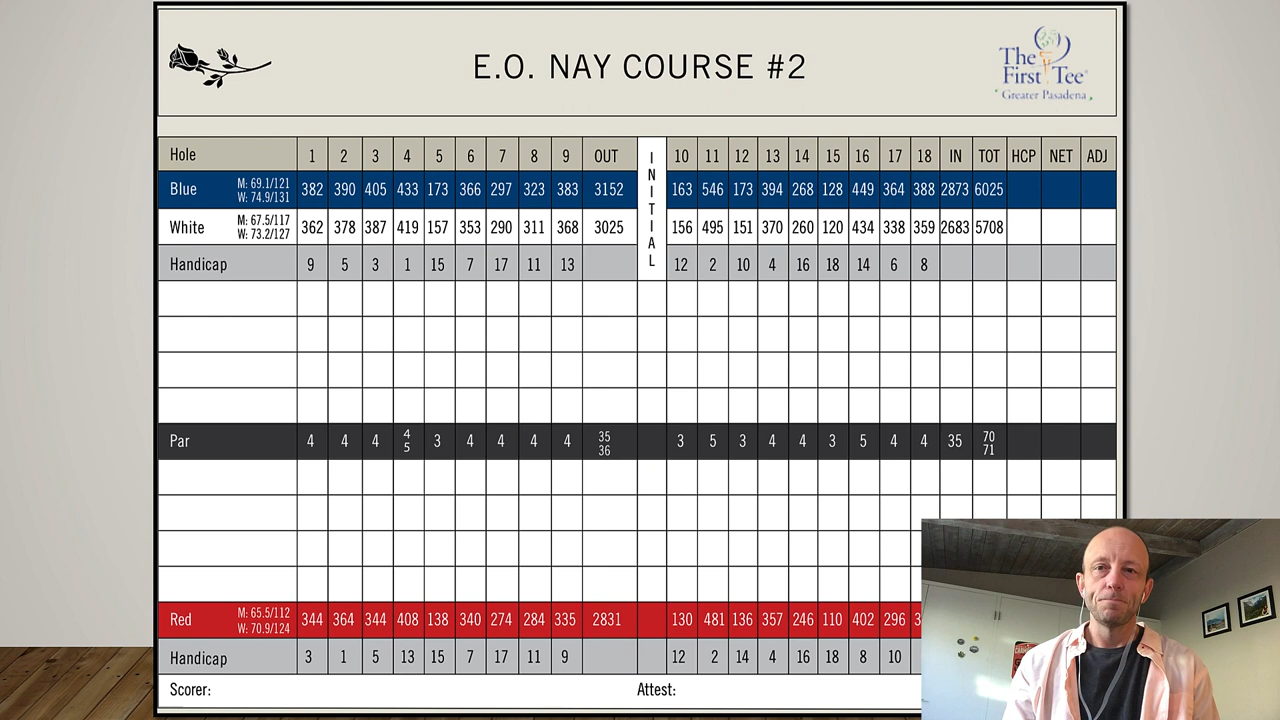 E.O. NAY COURSE #2
The
First Tee
Greater Pasadena
Hole 1 2 3 4 5 6 7 8 9 OUT INITIAL 10 11 12 13 14 15 16 17 18 IN TOT HCP NET ADJ
Blue M: 69.1/121 W: 74.9/131 382 390 405 433 173 366 297 323 383 3152 163 546 173 394 268 128 449 364 388 2873 6025
White M: 67.5/117 W: 73.2/127 362 378 387 419 157 353 290 311 368 3025 156 495 151 370 260 120 434 338 359 2683 5708
Handicap 9 5 3 1 15 7 17 11 13 12 2 10 4 16 18 14 6 8
Par 4 4 4 4 5 3 4 4 4 4 35 36 3 5 3 4 4 3 5 4 4 35 70 71
Red M: 65.5/112 W: 70.9/124 344 364 344 408 138 340 274 284 335 2831 130 481 136 357 246 110 402 296 3
Handicap 3 1 5 13 15 7 17 11 9 12 2 14 4 16 18 8 10
Scorer: Attest: